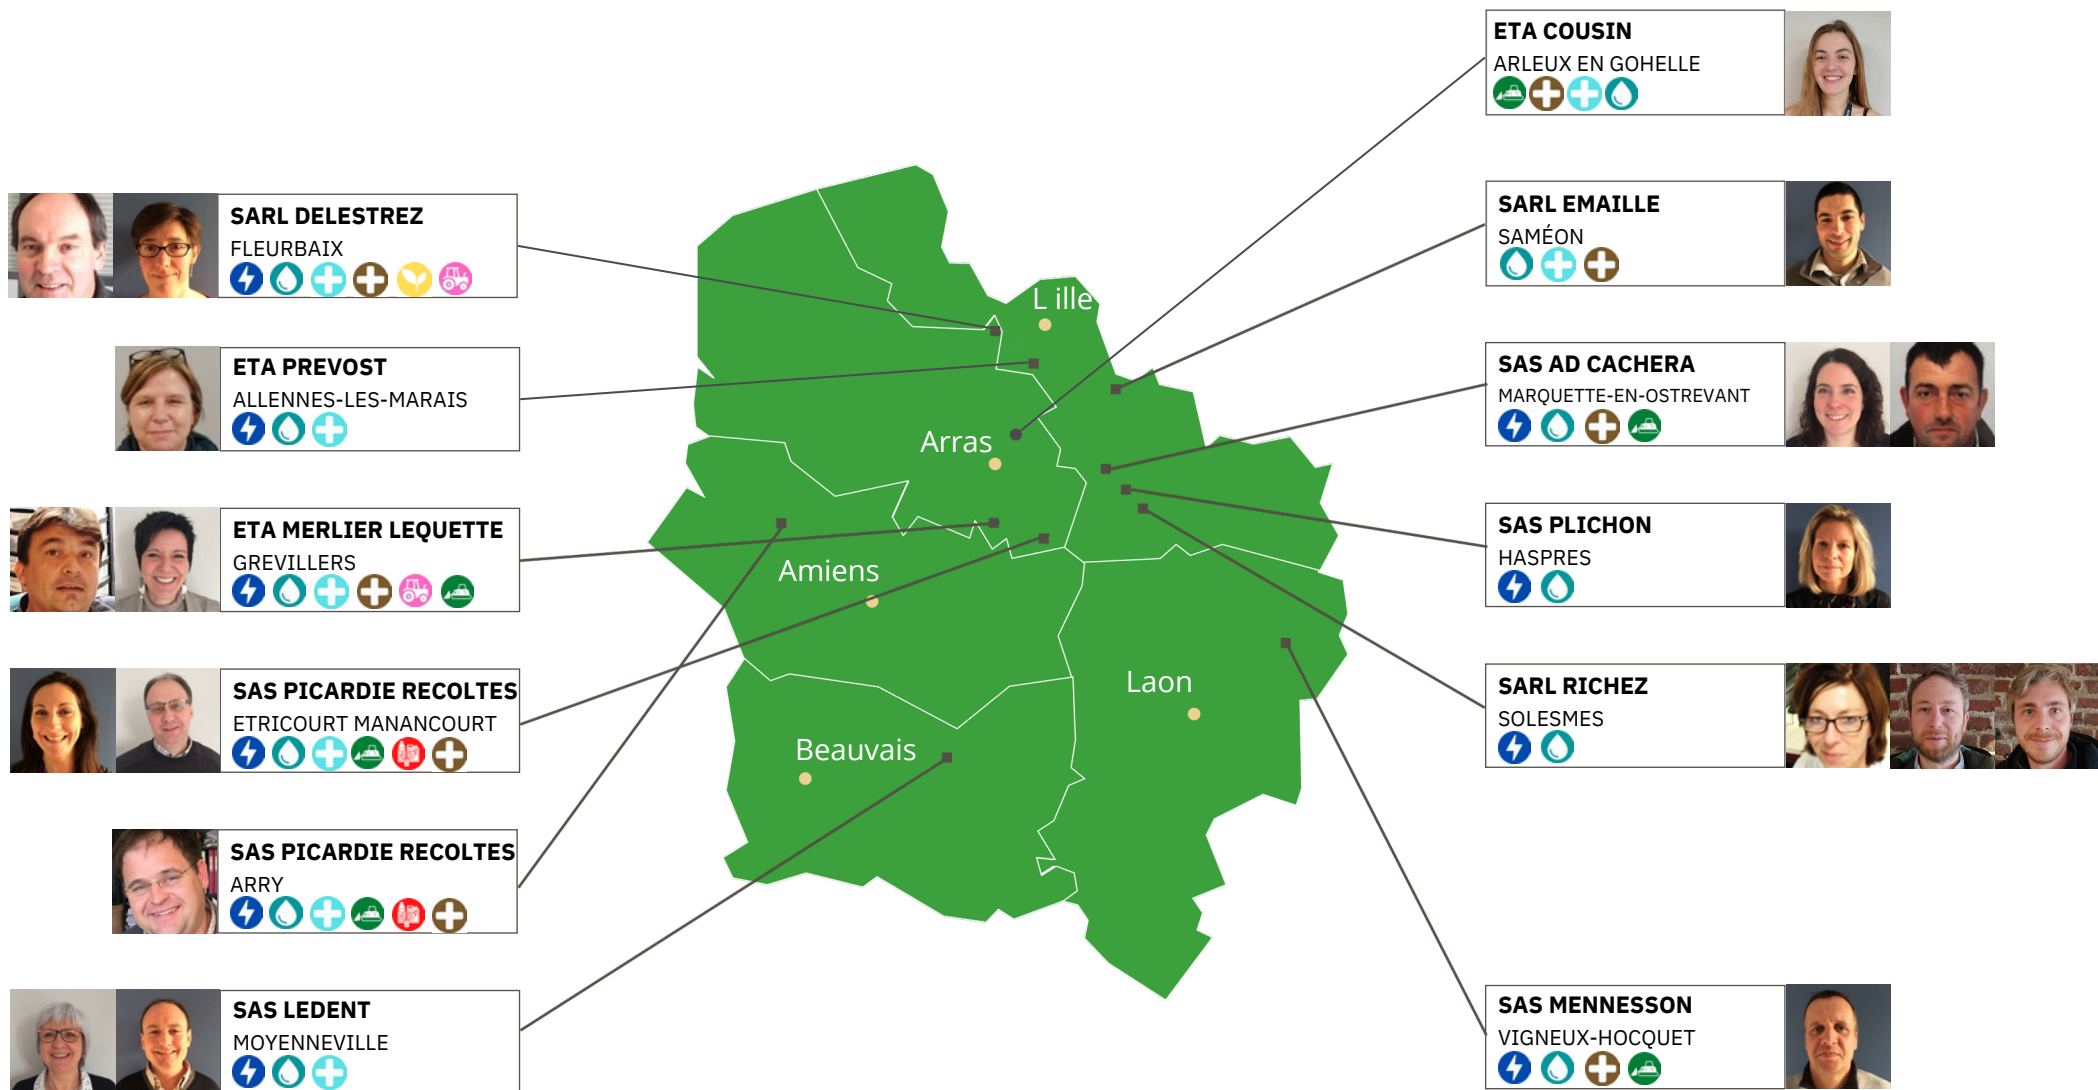 ETA COUSIN
ARLEUX EN GOHELLE
SARL EMAILLE
SAMÉON
SARL DELESTREZ
FLEURBAIX
L ille
SAS AD CACHERA
MARQUETTE-EN-OSTREVANT
ETA PREVOST
ALLENNES-LES-MARAIS
Arras
ETA MERLIER LEQUETTE
GREVILLERS
SAS PLICHON
HASPRES
Amiens
SAS PICARDIE RECOLTES
ETRICOURT MANANCOURT
Laon
SARL RICHEZ
SOLESMES
Beauvais
SAS PICARDIE RECOLTES
ARRY
SAS LEDENT
MOYENNEVILLE
SAS MENNESSON
VIGNEUX-HOCQUET